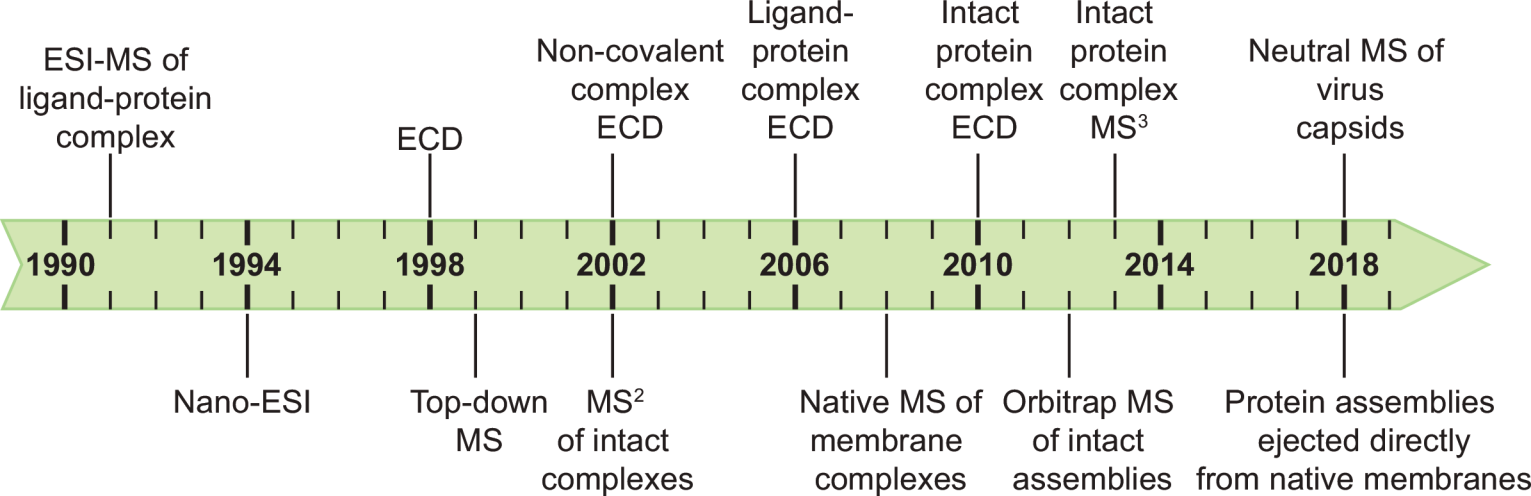 ESI-MS of
ligand-protein
complex
ECD
Non-covalent
complex
ECD
Ligand-
protein
complex
ECD
Intact
protein
complex
ECD
Intact
protein
complex
MS³
Neutral MS of
virus
capsids
1990 1994 1998 2002 2006 2010 2014 2018
Nano-ESI
Top-down
MS
MS²
of intact
complexes
Native MS of
membrane
complexes
Orbitrap MS
of intact
assemblies
Protein assemblies
ejected directly
from native membranes